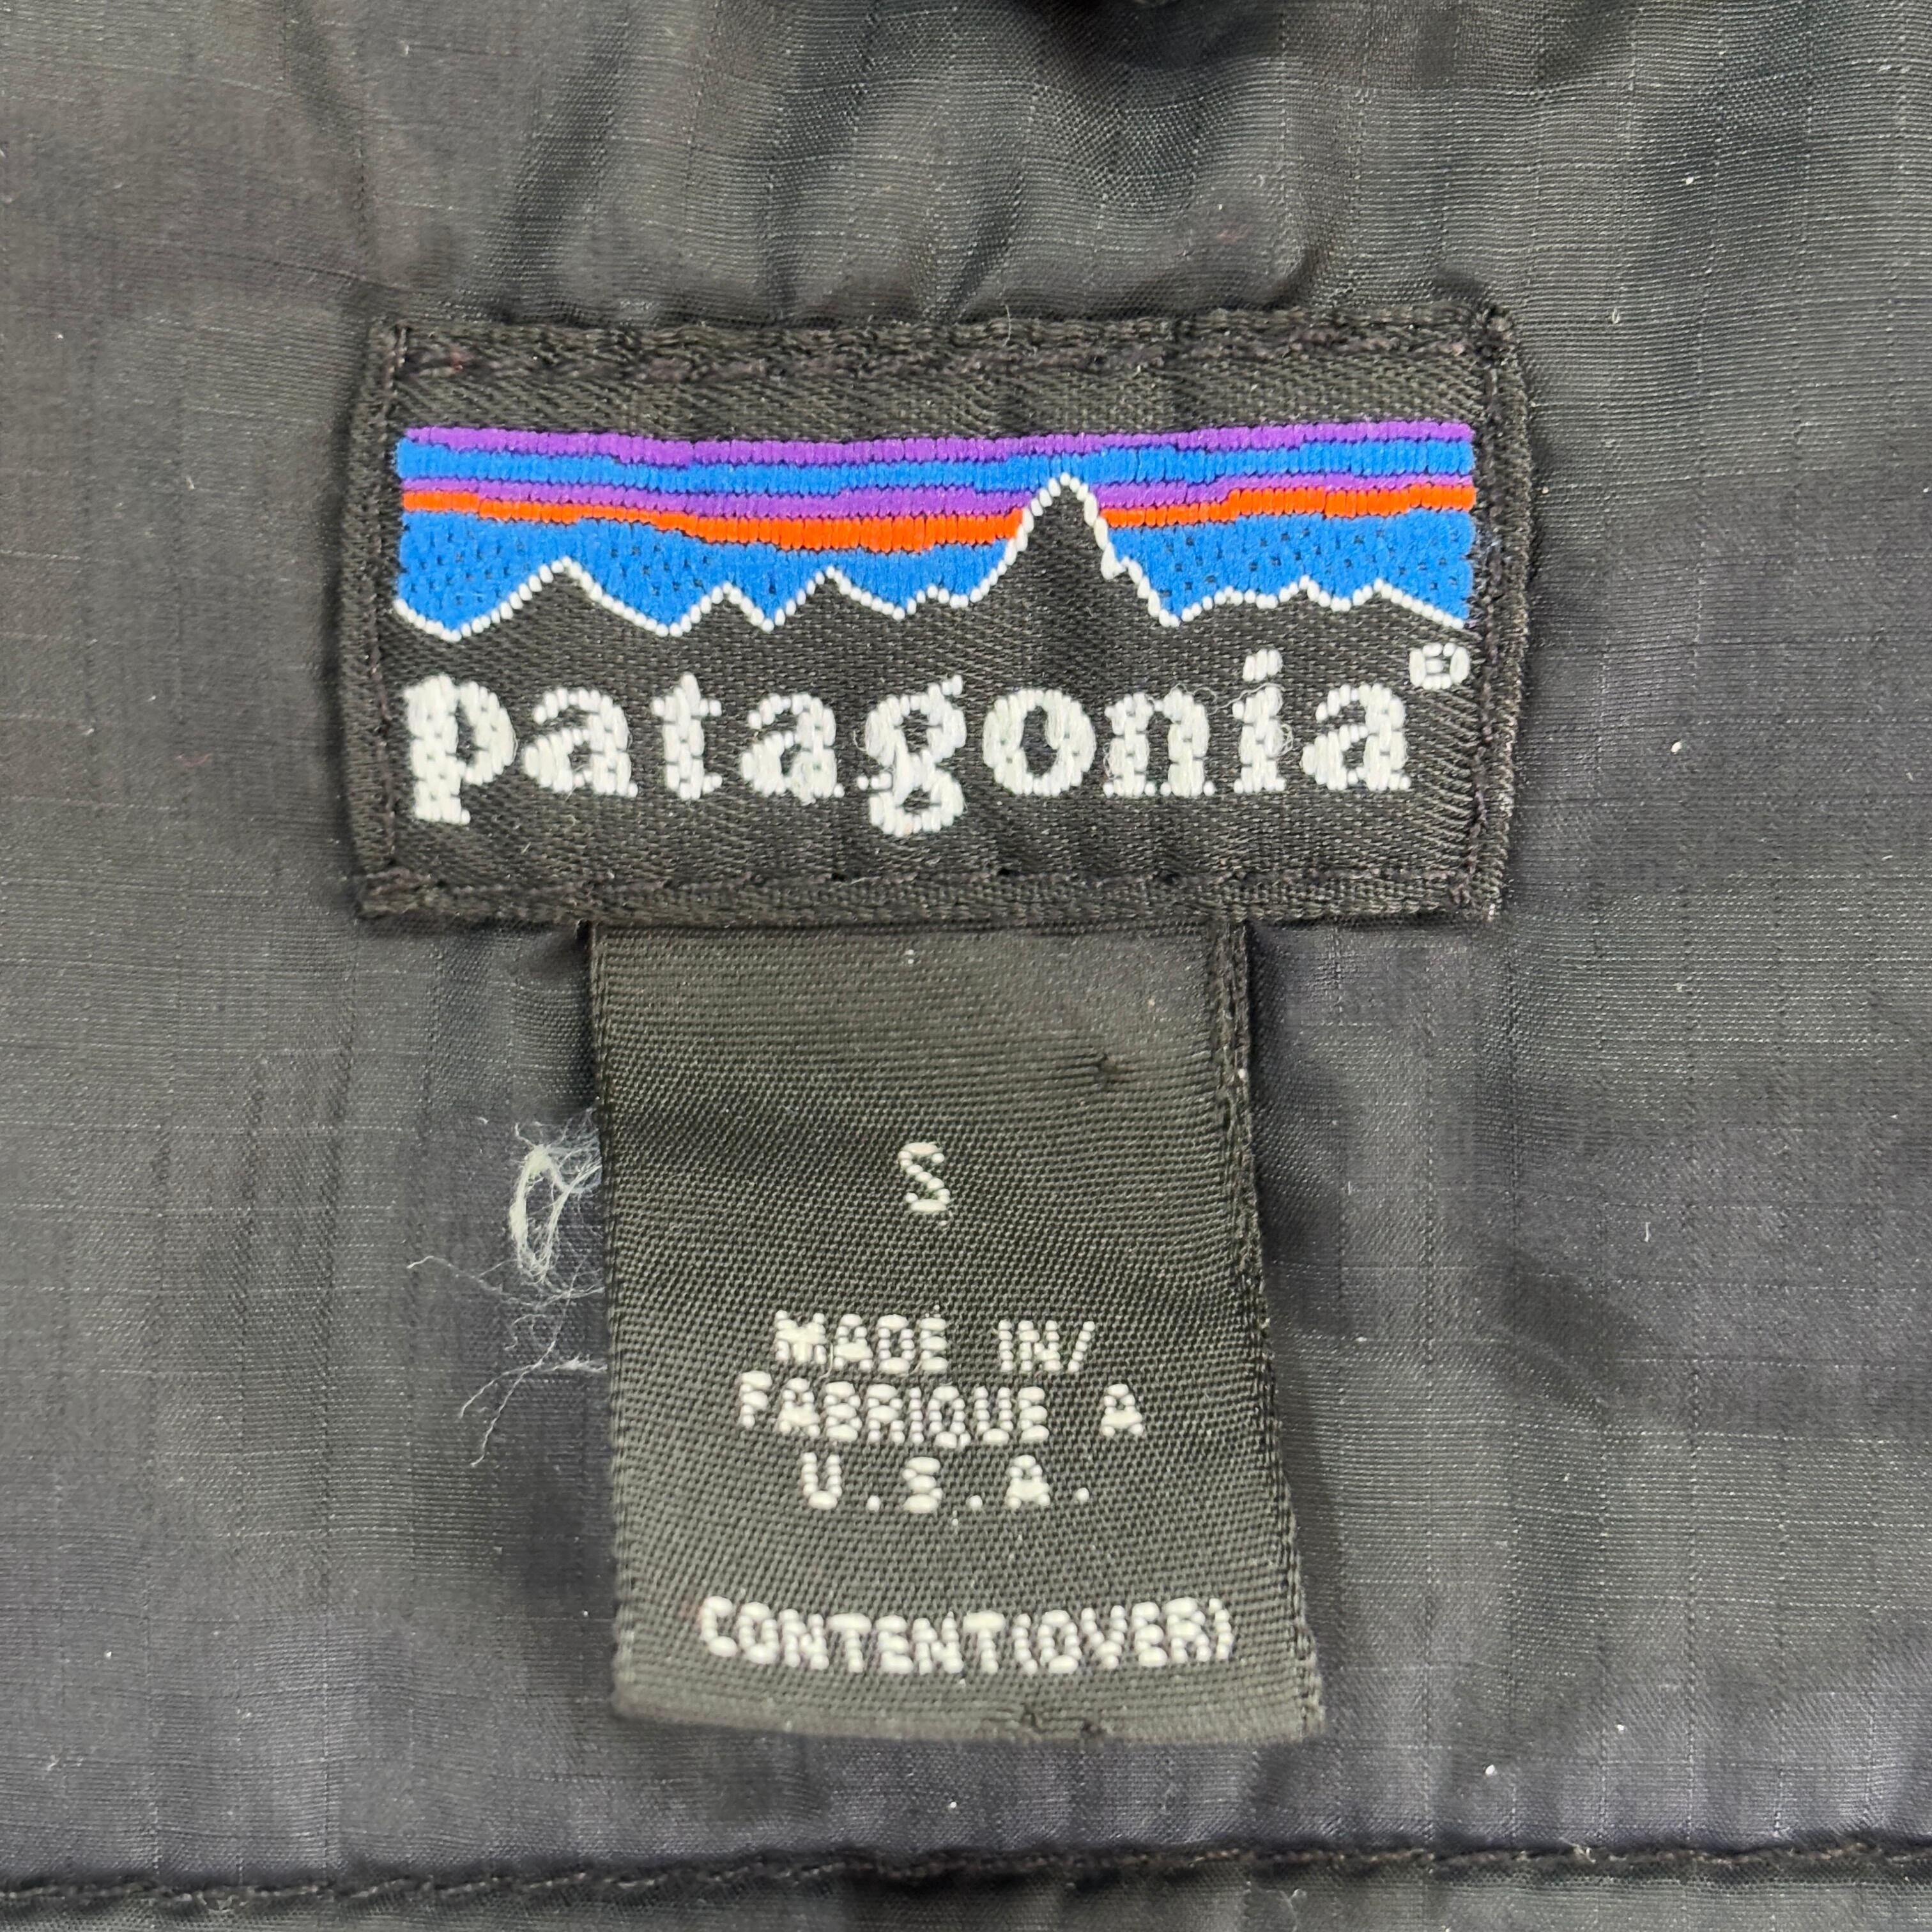 patagonia®
S
MADE IN/
FABRIQUE A
U.S.A.
CONTENT(OVER)